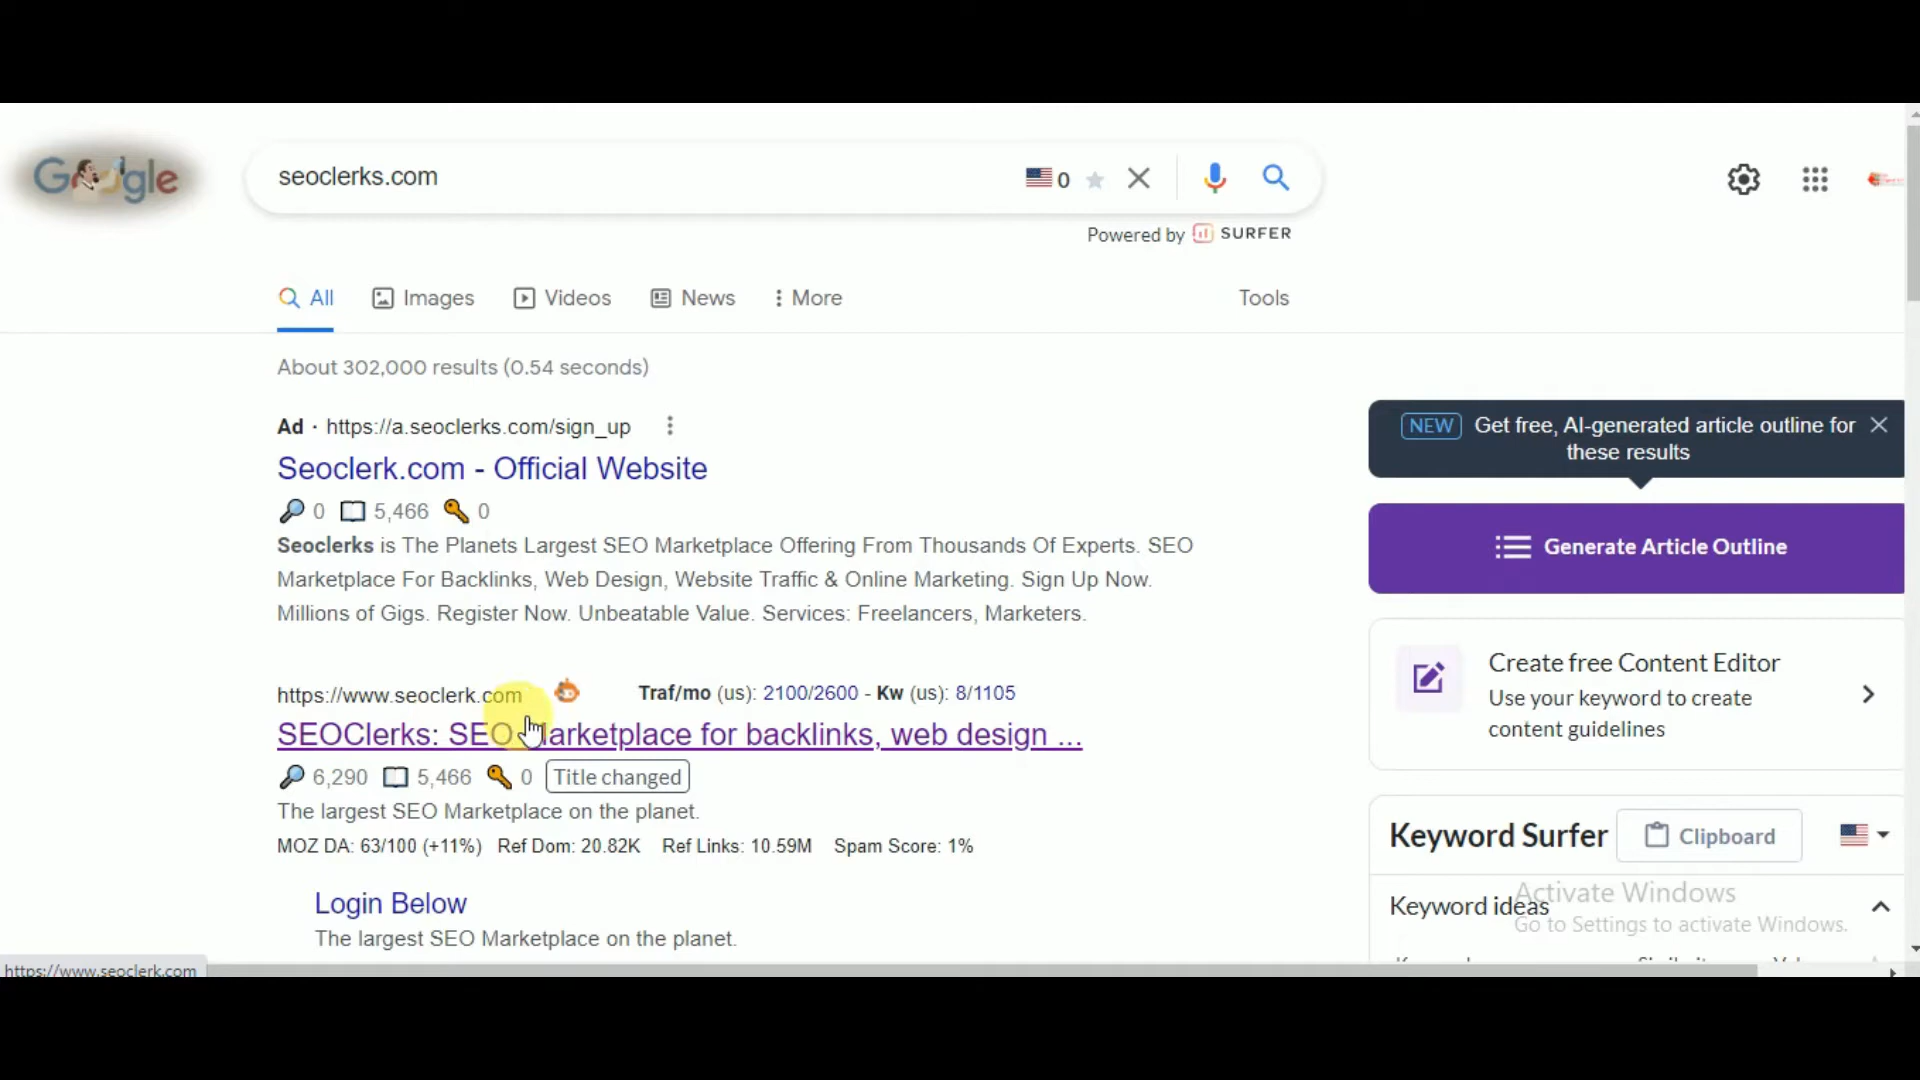 Google
seoclerks.com
0
Powered by SURFER
All
Images
Videos
News
More
Tools
About 302,000 results (0.54 seconds)
Ad · https://a.seoclerks.com/sign_up
Seoclerk.com - Official Website
0 5,466 0
Seoclerks is The Planets Largest SEO Marketplace Offering From Thousands Of Experts. SEO
Marketplace For Backlinks, Web Design, Website Traffic & Online Marketing. Sign Up Now.
Millions of Gigs. Register Now. Unbeatable Value. Services: Freelancers, Marketers.
https://www.seoclerk.com
Traf/mo (us): 2100/2600 - Kw (us): 8/1105
SEOClerks: SEO Marketplace for backlinks, web design ...
6,290 5,466 0 Title changed
The largest SEO Marketplace on the planet.
MOZ DA: 63/100 (+11%) Ref Dom: 20.82K Ref Links: 10.59M Spam Score: 1%
Login Below
The largest SEO Marketplace on the planet.
https://www.seoclerk.com
NEW Get free, AI-generated article outline for
these results
Generate Article Outline
Create free Content Editor
Use your keyword to create
content guidelines
Keyword Surfer
Clipboard
Keyword ideas
Activate Windows
Go to Settings to activate Windows.